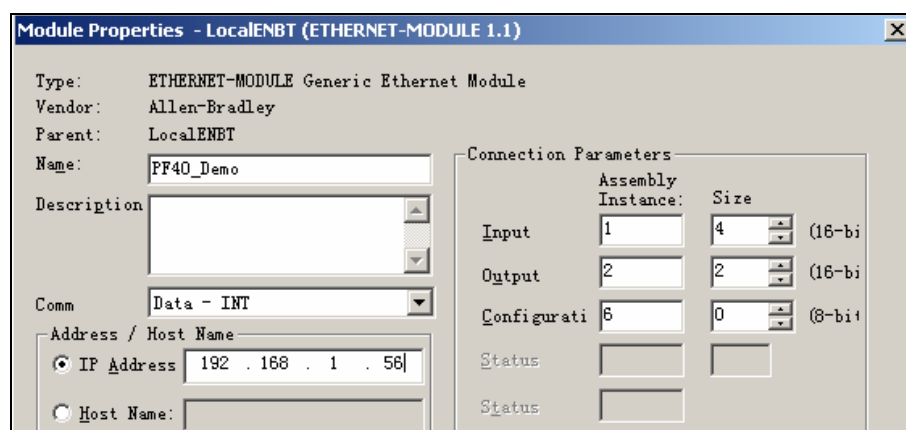 Module Properties - LocalENBT (ETHERNET-MODULE 1.1)
Type: ETHERNET-MODULE Generic Ethernet Module
Vendor: Allen-Bradley
Parent: LocalENBT
Name: PF40_Demo
Description
Comm Data - INT
Address / Host Name
IP Address 192 . 168 . 1 . 56
Host Name:
Connection Parameters
Assembly
Instance: Size
Input 1 4 (16-bi
Output 2 2 (16-bi
Configurati 6 0 (8-bit
Status
Status